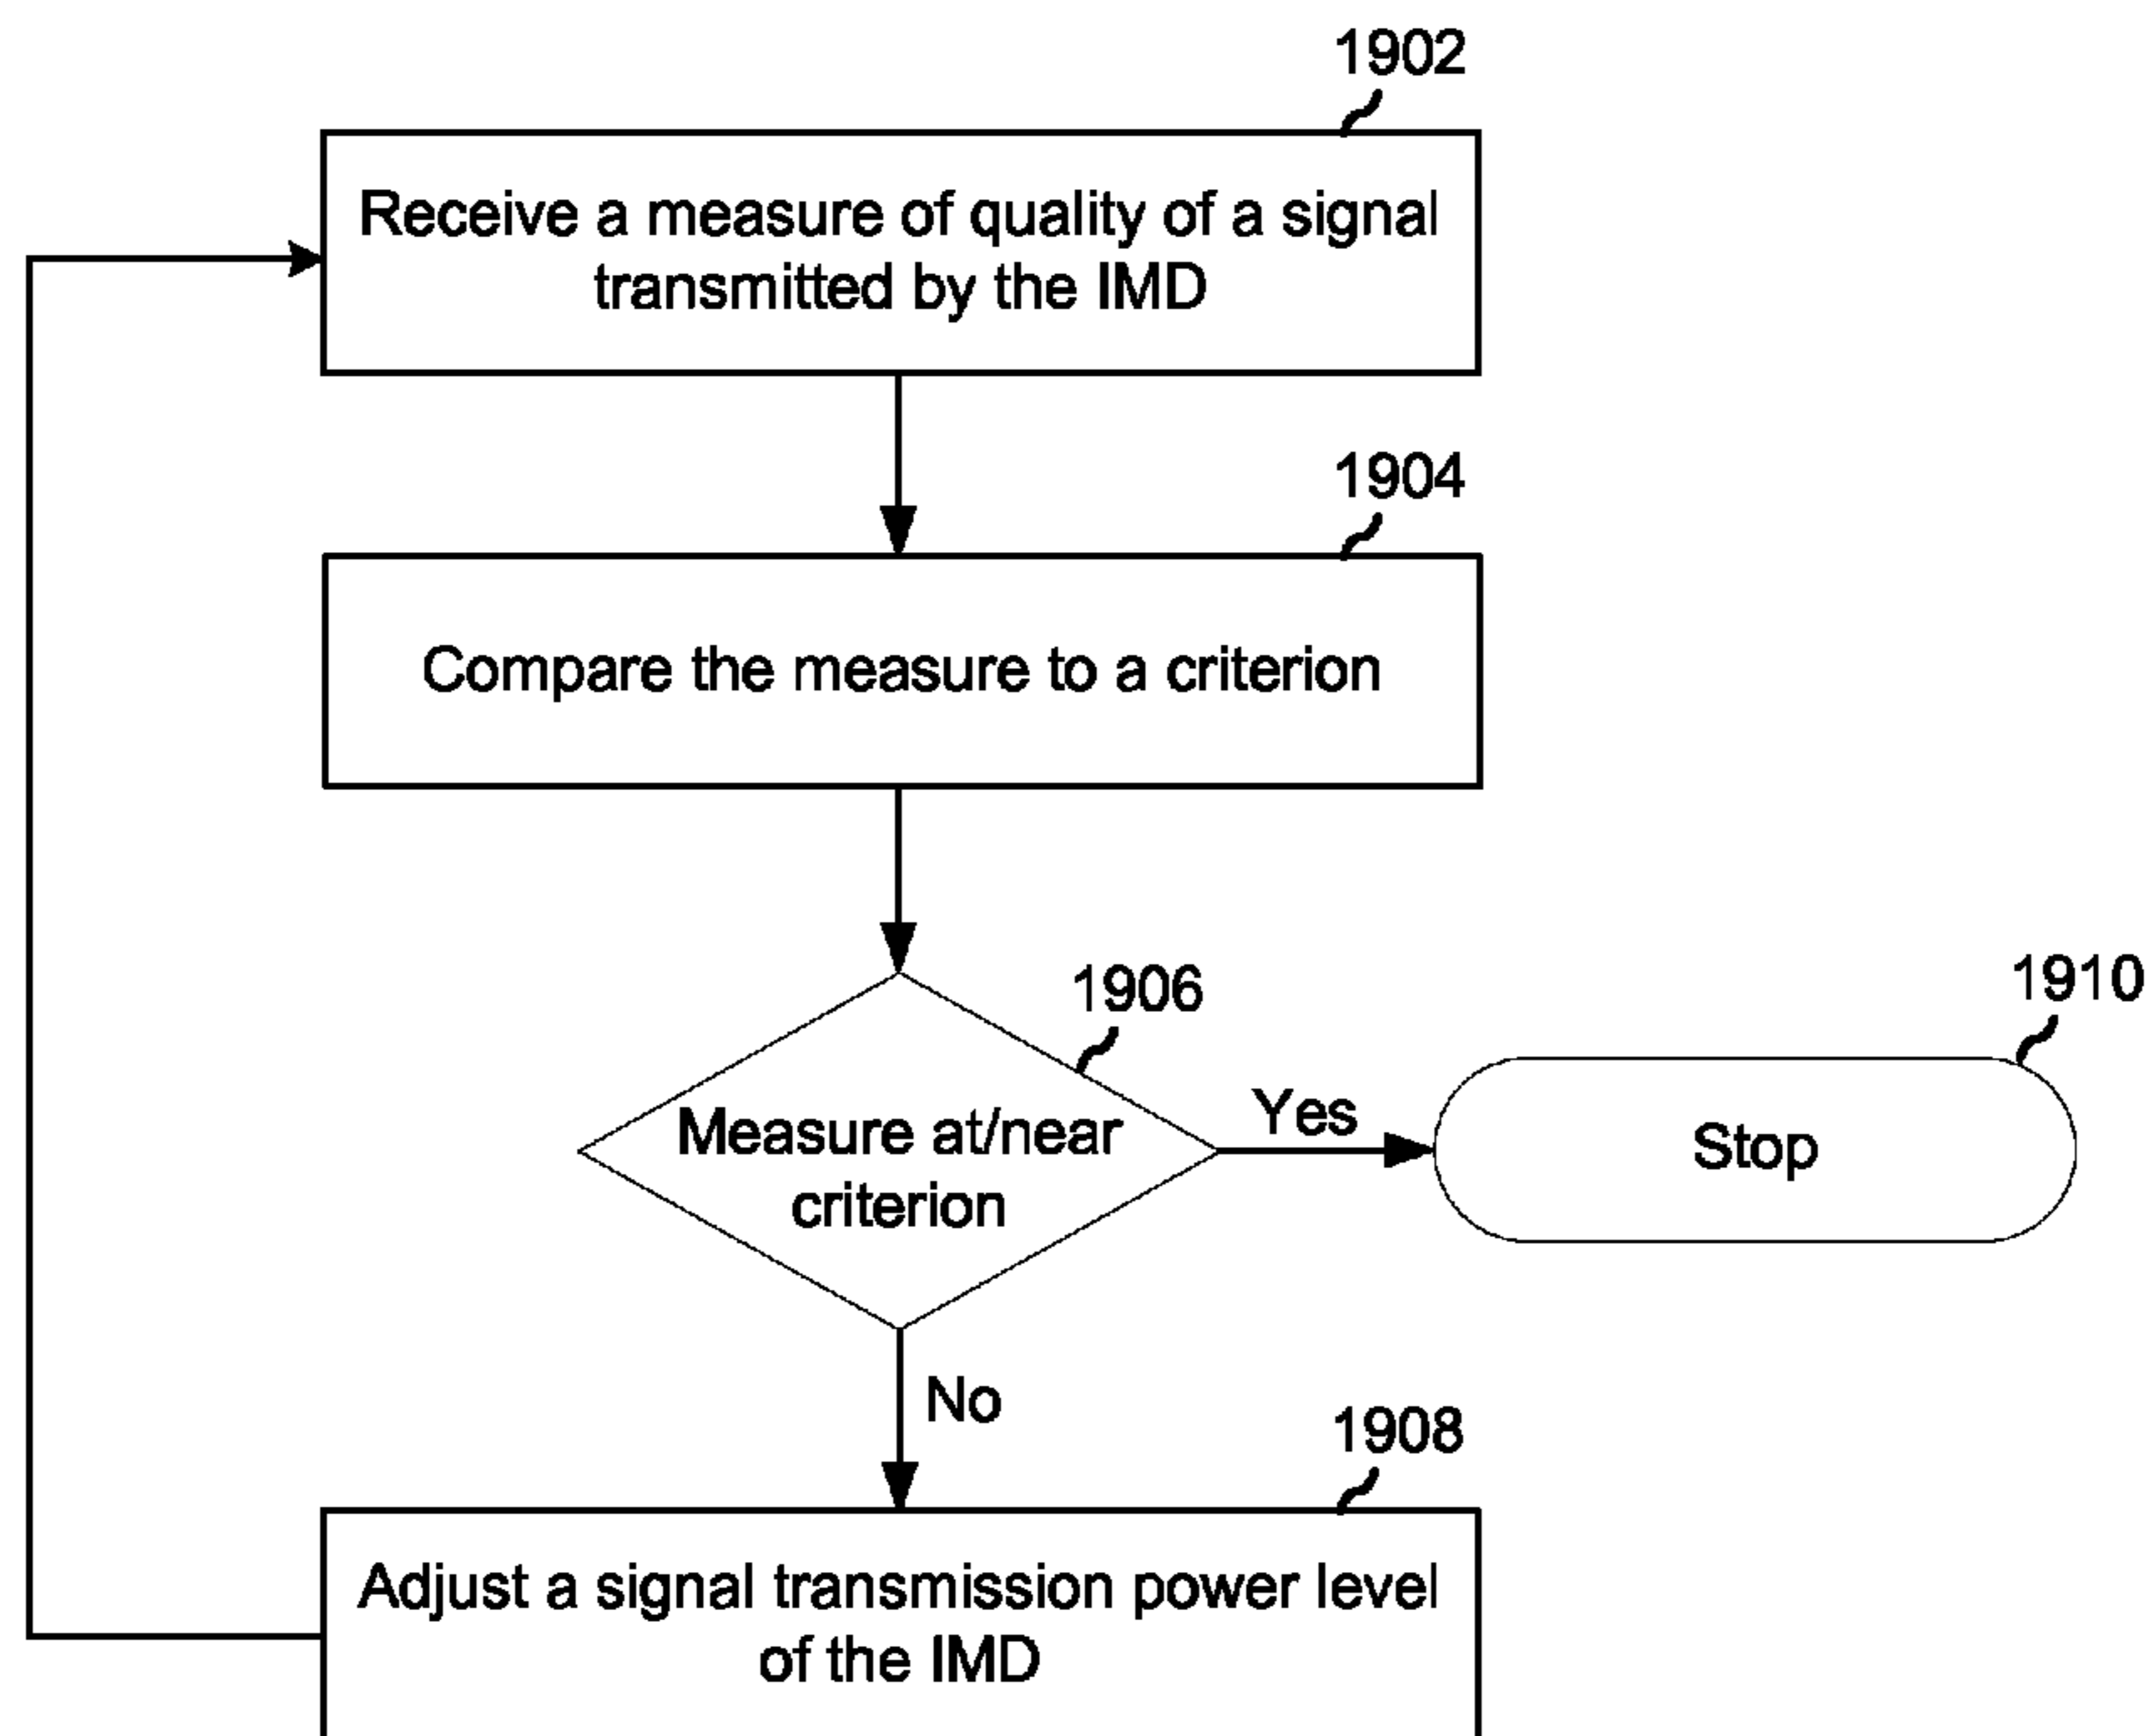 1902
Receive a measure of quality of a signal
transmitted by the IMD
1904
Compare the measure to a criterion
1906
Measure at/near
criterion
Yes
1910
Stop
No
1908
Adjust a signal transmission power level
of the IMD